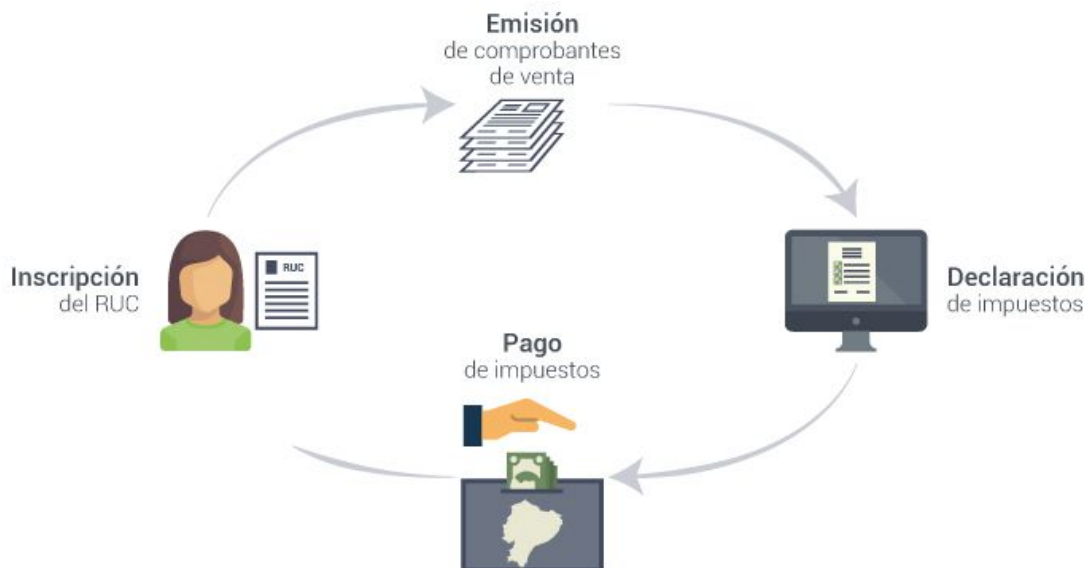 Emisión
de comprobantes
de venta
Inscripción
del RUC
RUC
Declaración
de impuestos
Pago
de impuestos